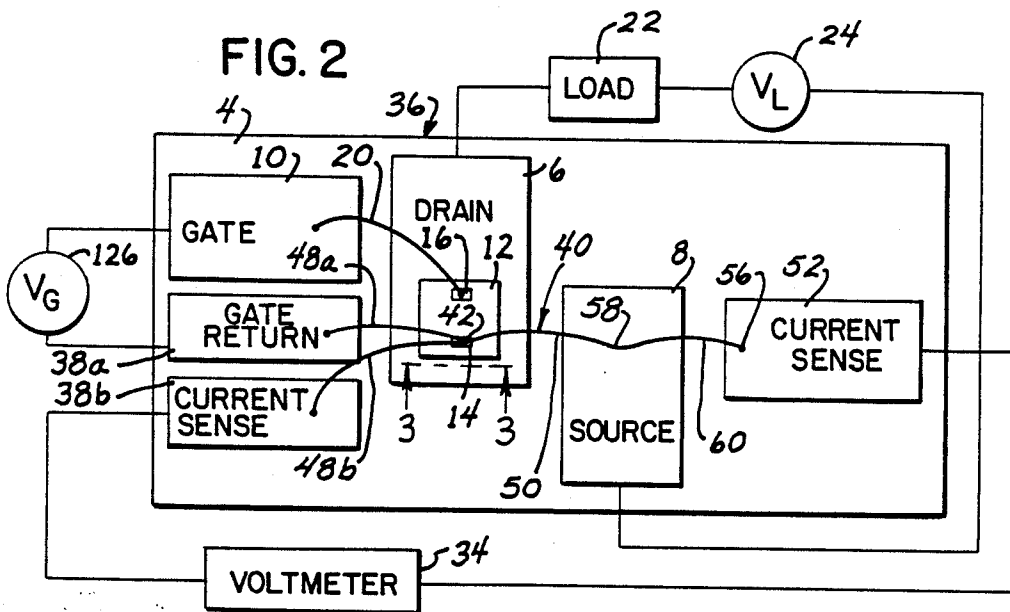 FIG. 2
22
24
LOAD
V_L
4
36
10
20
6
DRAIN
GATE
16
12
40
8
56
52
126
V_G
48a
42
58
GATE
RETURN
CURRENT
SENSE
38a
38b
CURRENT
SENSE
3
14
3
SOURCE
60
48b
50
34
VOLTMETER